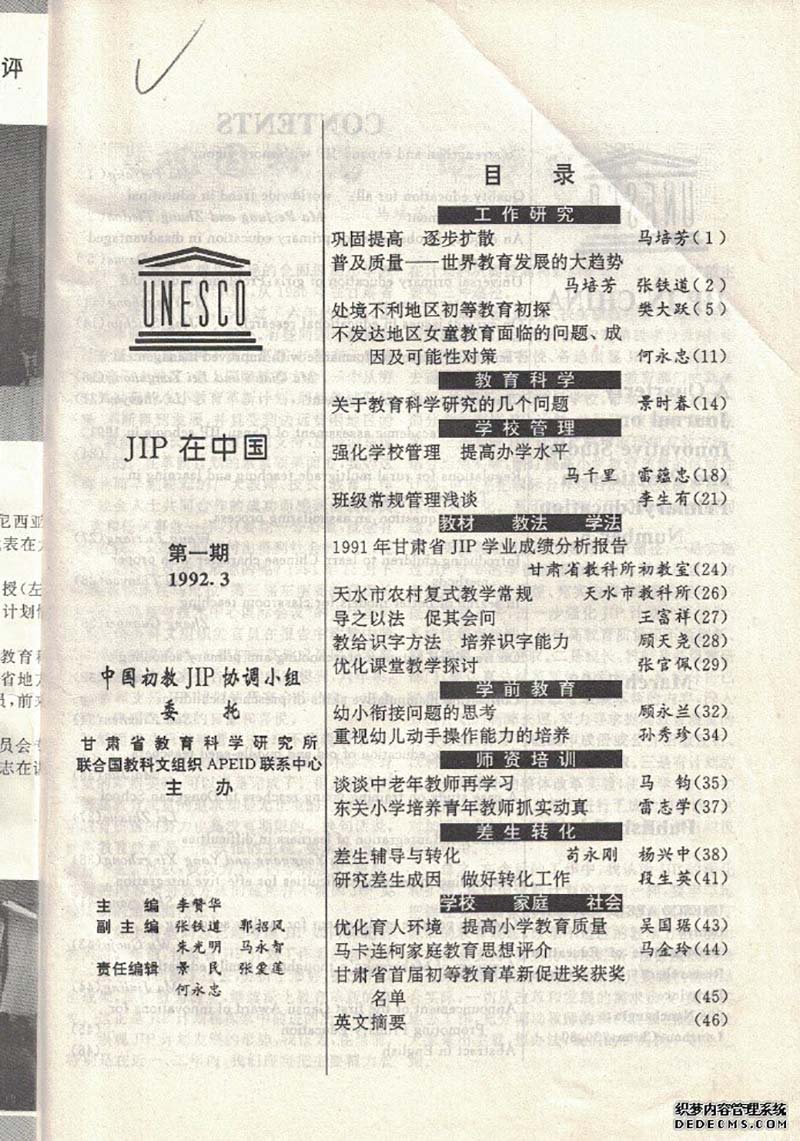 评
UNESCO
JIP 在中国
第一期
1992.3
中国初教 JIP 协调小组
委 托
甘肃省教育科学研究所
联合国教科文组织 APEID 联系中心
主 办
主 编 李赞华
副 主 编 张铁道 郭招风
朱光明 马永智
责任编辑 景 民 张爱莲
何永忠
目 录
工作研究
巩固提高 逐步扩散 马培芳(1)
普及质量——世界教育发展的大趋势
马培芳 张铁道(2)
处境不利地区初等教育初探 樊大跃(5)
不发达地区女童教育面临的问题、成
因及可能性对策 何永忠(11)
教育科学
关于教育科学研究的几个问题 景时春(14)
学校管理
强化学校管理 提高办学水平
马千里 雷蕴忠(18)
班级常规管理浅谈 李生有(21)
教材 教法 学法
1991年甘肃省JIP学业成绩分析报告
甘肃省教科所初教室(24)
天水市农村复式教学常规 天水市教科所(26)
导之以法 促其会问 王富祥(27)
教给识字方法 培养识字能力 顾天尧(28)
优化课堂教学探讨 张官佩(29)
学前教育
幼小衔接问题的思考 顾永兰(32)
重视幼儿动手操作能力的培养 孙秀珍(34)
师资培训
谈谈中老年教师再学习 马 钧(35)
东关小学培养青年教师抓实动真 雷志学(37)
差生转化
差生辅导与转化 苟永刚 杨兴中(38)
研究差生成因 做好转化工作 段生英(41)
学校 家庭 社会
优化育人环境 提高小学教育质量 吴国琚(43)
马卡连柯家庭教育思想评介 马金玲(44)
甘肃省首届初等教育革新促进奖获奖
名单 (45)
英文摘要 (46)
织梦内容管理系统
DEDECMS.COM